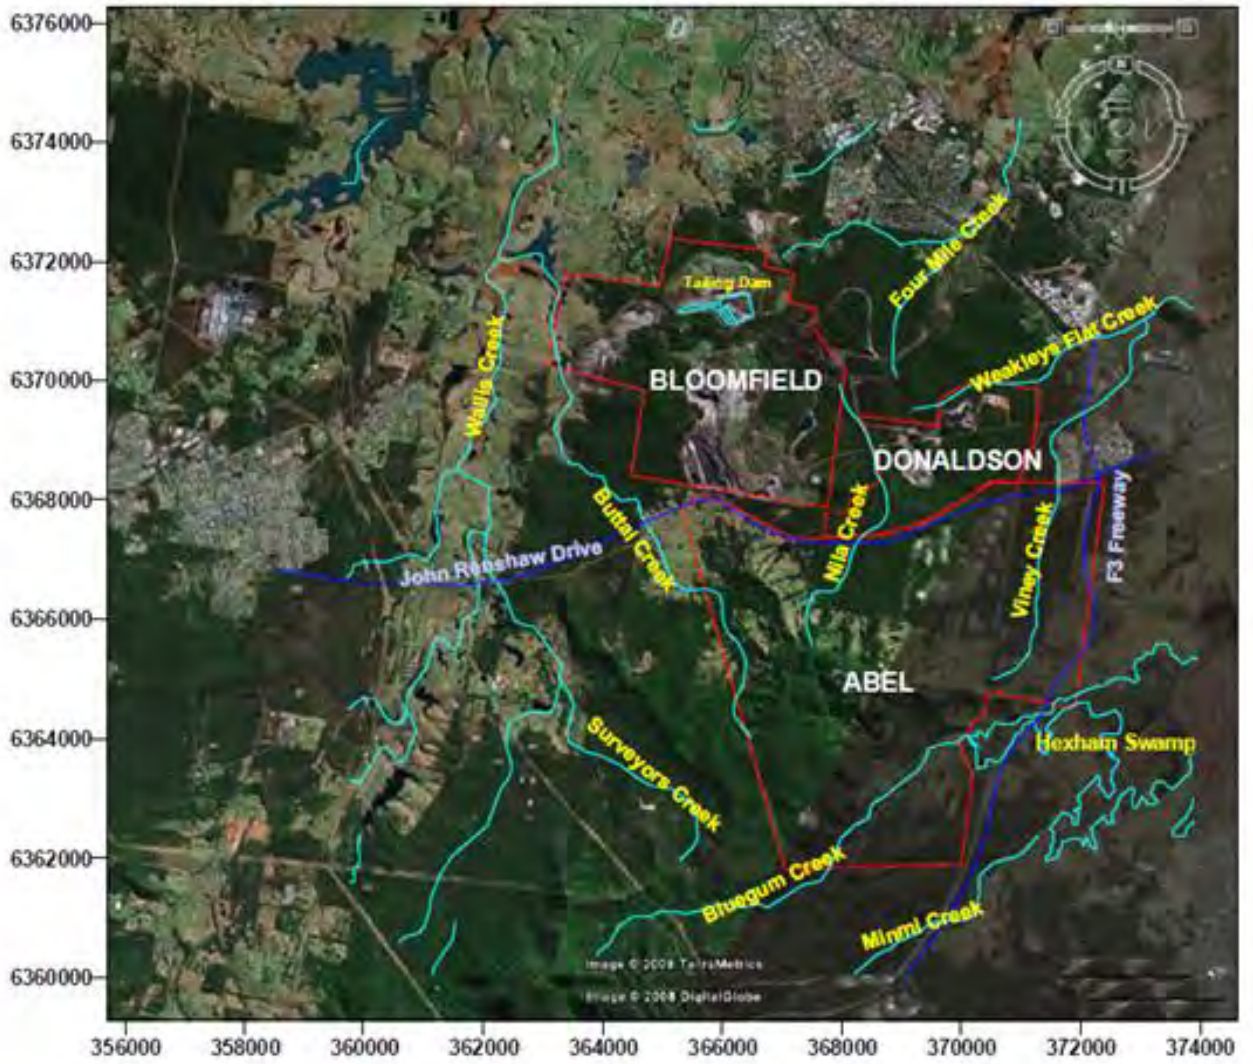 6376000
6374000
6372000
Tailing Dam
Four Mile Creek
Wallis Creek
Weakleys Flat Creek
6370000
BLOOMFIELD
DONALDSON
6368000
Buttai Creek
Nila Creek
Viney Creek
F3 Freeway
John Renshaw Drive
6366000
ABEL
6364000
Surveyors Creek
Hexham Swamp
6362000
Bluegum Creek
Minmi Creek
6360000
Image © 2008 TerraMetrics
Image © 2008 DigitalGlobe
356000 358000 360000 362000 364000 366000 368000 370000 372000 374000